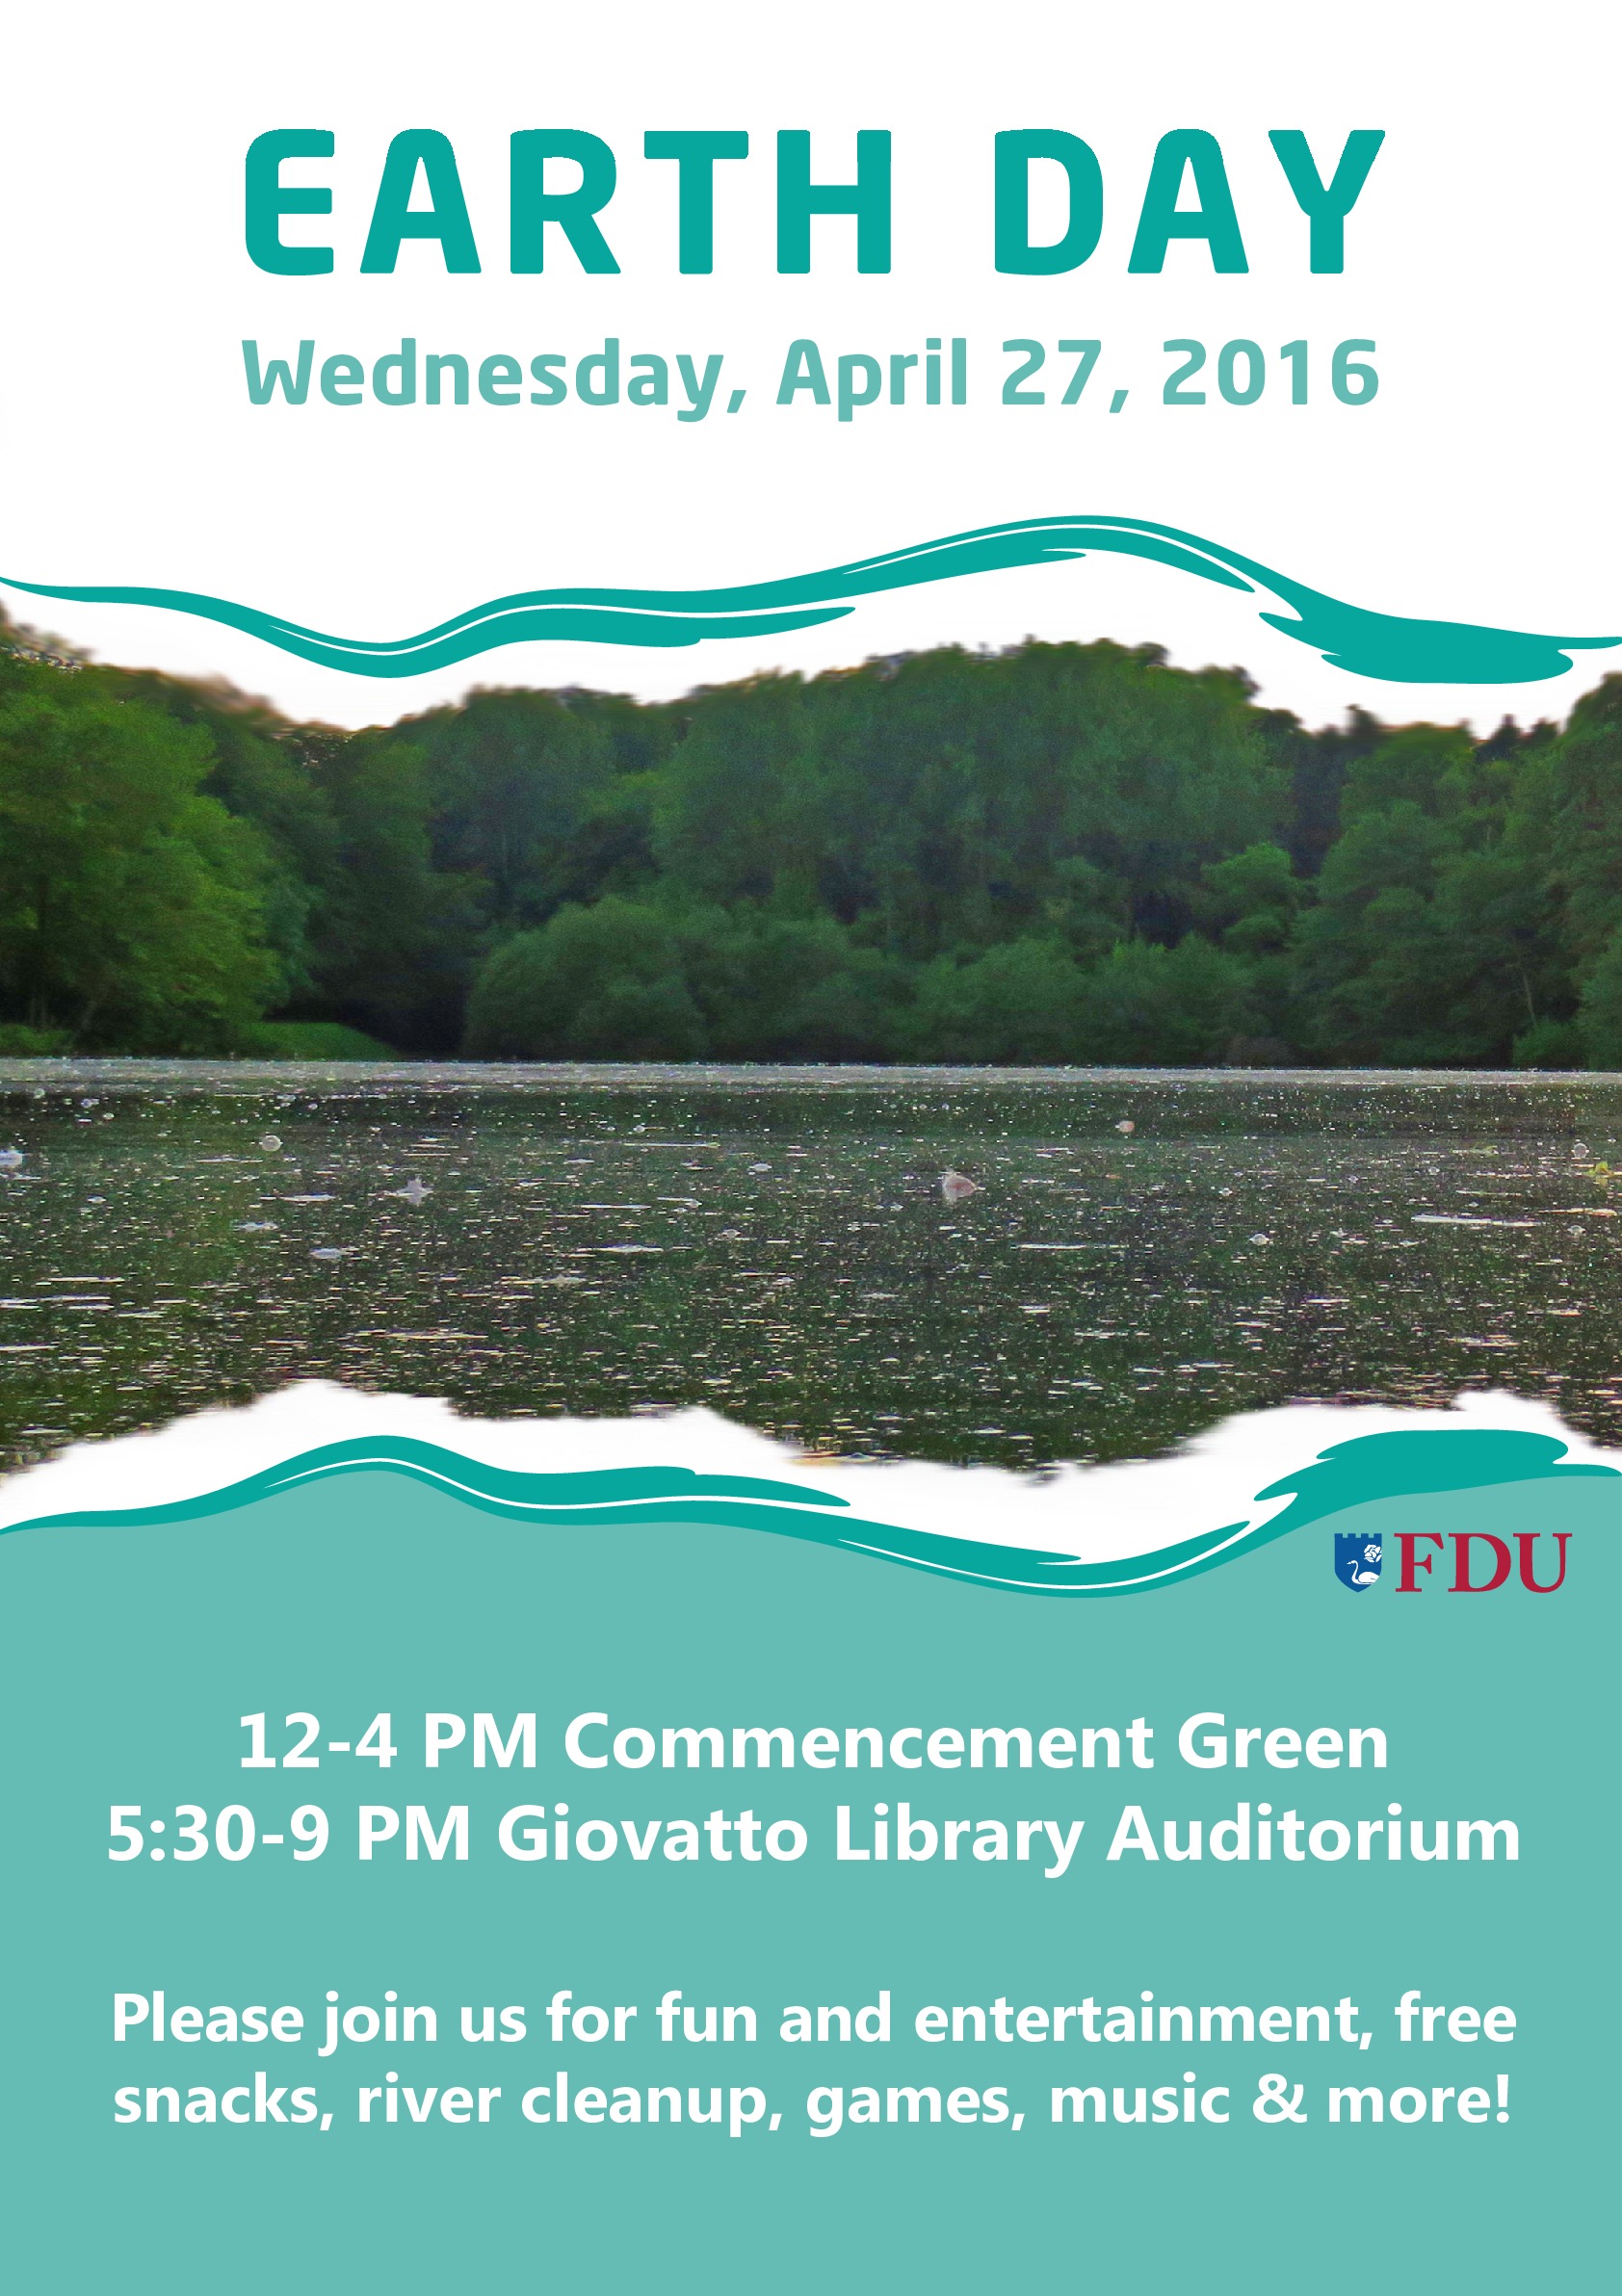 EARTH DAY
Wednesday, April 27, 2016
FDU
12-4 PM Commencement Green
5:30-9 PM Giovatto Library Auditorium
Please join us for fun and entertainment, free
snacks, river cleanup, games, music & more!